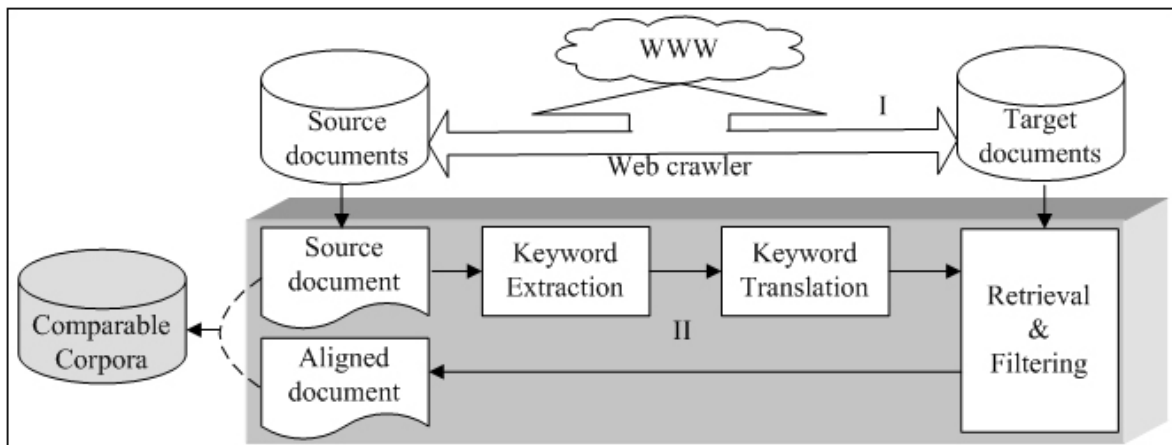 WWW
I
Source
documents
Target
documents
Web crawler
Source
document
Keyword
Extraction
Keyword
Translation
Retrieval
&
Filtering
II
Comparable
Corpora
Aligned
document